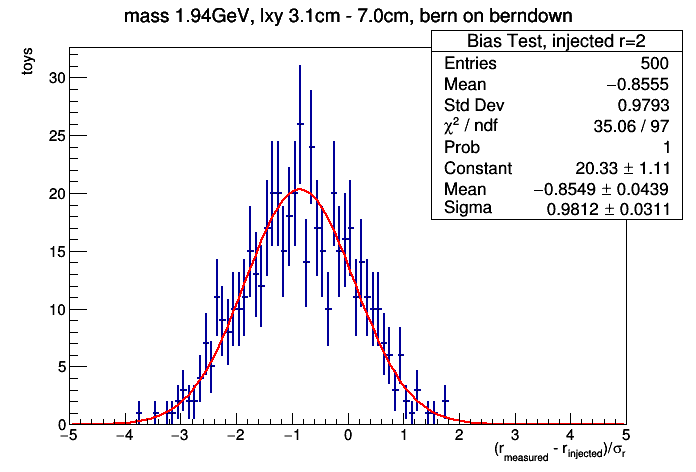 mass 1.94GeV, lxy 3.1cm - 7.0cm, bern on berndown
toys
Bias Test, injected r=2
Entries 500
Mean −0.8555
Std Dev 0.9793
χ² / ndf 35.06 / 97
Prob 1
Constant 20.33 ± 1.11
Mean −0.8549 ± 0.0439
Sigma 0.9812 ± 0.0311
30
25
20
15
10
5
0
−5 −4 −3 −2 −1 0 1 2 3 4 5
(r_measured - r_injected)/σ_r